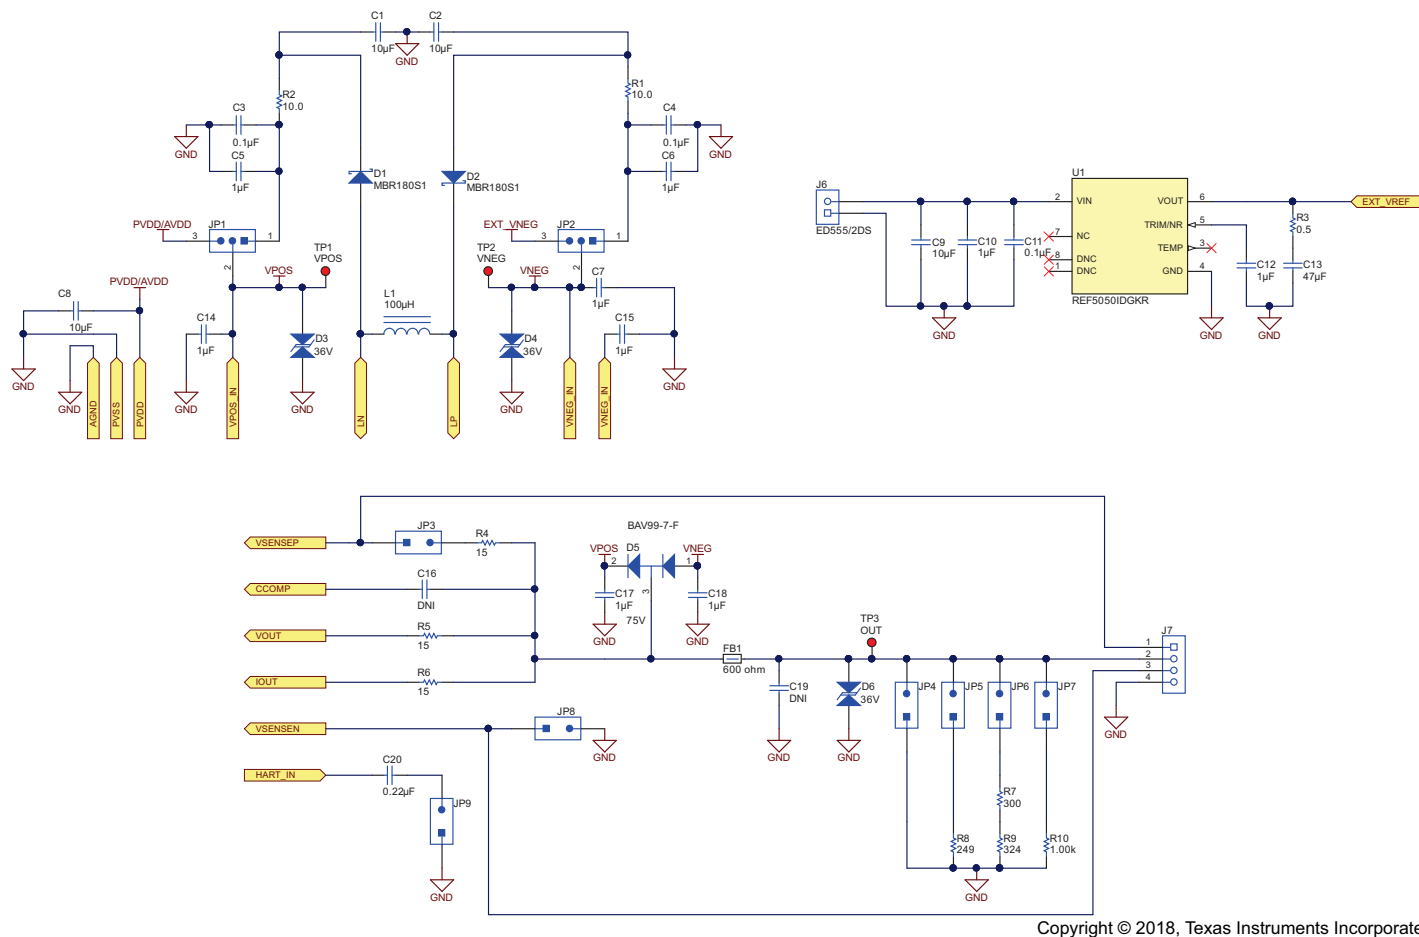 C1
10µF
GND
C2
10µF
R2
10.0
R1
10.0
C3
0.1µF
GND
C5
1µF
C4
0.1µF
GND
C6
1µF
D1
MBR180S1
D2
MBR180S1
PVDD/AVDD
JP1
3
1
2
VPOS
TP1
VPOS
EXT_VNEG
JP2
3
1
2
TP2
VNEG
VNEG
C7
1µF
PVDD/AVDD
C8
10µF
GND
GND
AGND
PVSS
PVDD
C14
1µF
GND
VPOS_IN
D3
36V
GND
L1
100µH
LN
LP
D4
36V
GND
VNEG_IN
C15
1µF
VNEG_IN
GND
J6
ED555/2DS
C9
10µF
C10
1µF
C11
0.1µF
GND
U1
2
VIN
7
NC
8
DNC
1
DNC
VOUT
6
TRIM/NR
5
TEMP
3
GND
4
REF5050IDGKR
GND
C12
1µF
R3
0.5
C13
47µF
GND
EXT_VREF
VSENSEP
JP3
R4
15
CCOMP
C16
DNI
VOUT
R5
15
IOUT
R6
15
VSENSEN
JP8
GND
HART_IN
C20
0.22µF
JP9
GND
BAV99-7-F
VPOS
2
D5
VNEG
1
3
C17
1µF
GND
75V
C18
1µF
GND
FB1
600 ohm
C19
DNI
GND
D6
36V
GND
TP3
OUT
JP4
JP5
JP6
JP7
R7
300
R8
249
R9
324
R10
1.00k
GND
J7
1
2
3
4
GND
Copyright © 2018, Texas Instruments Incorporate